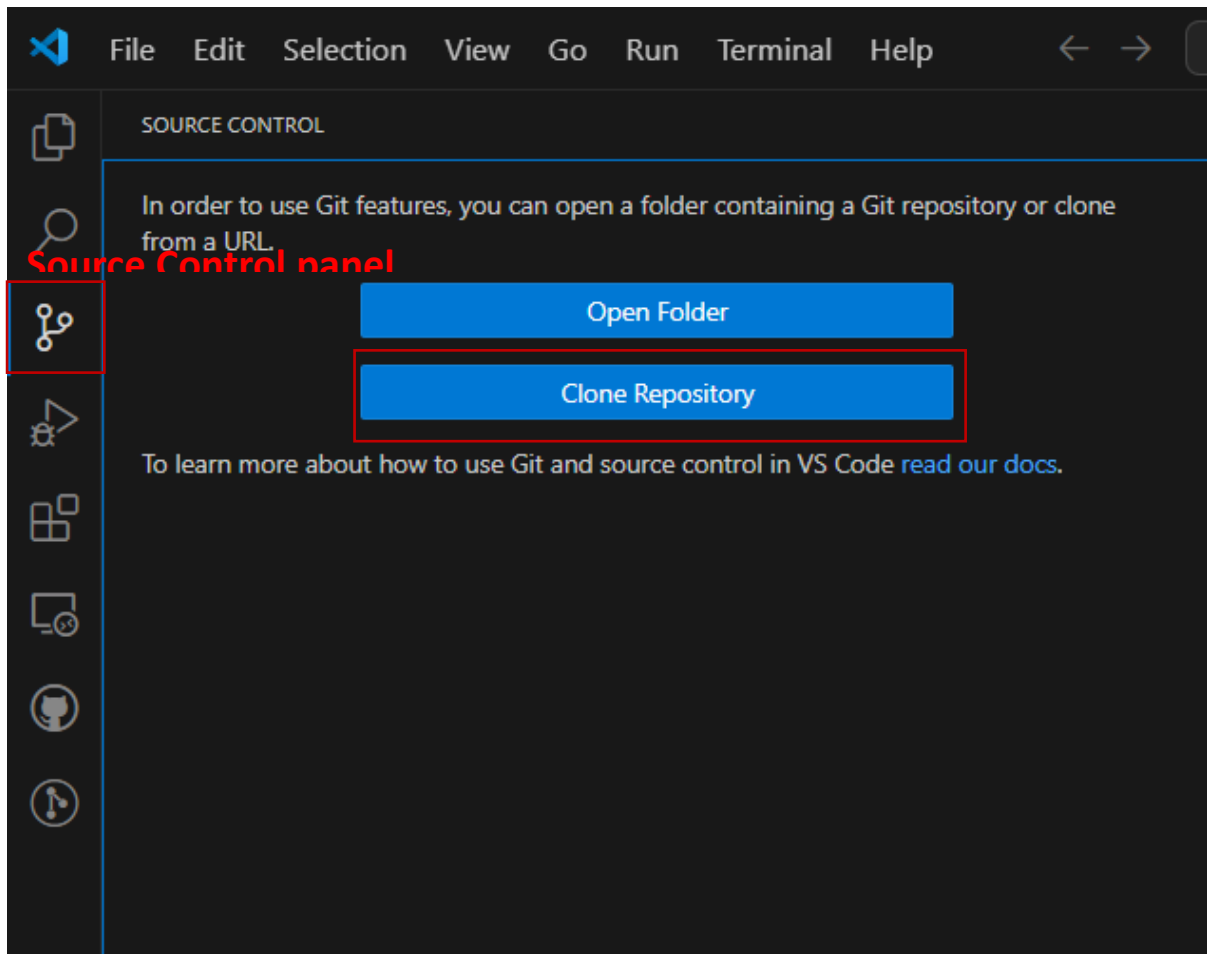 File Edit Selection View Go Run Terminal Help
SOURCE CONTROL
In order to use Git features, you can open a folder containing a Git repository or clone
from a URL.
Source Control panel
Open Folder
Clone Repository
To learn more about how to use Git and source control in VS Code read our docs.